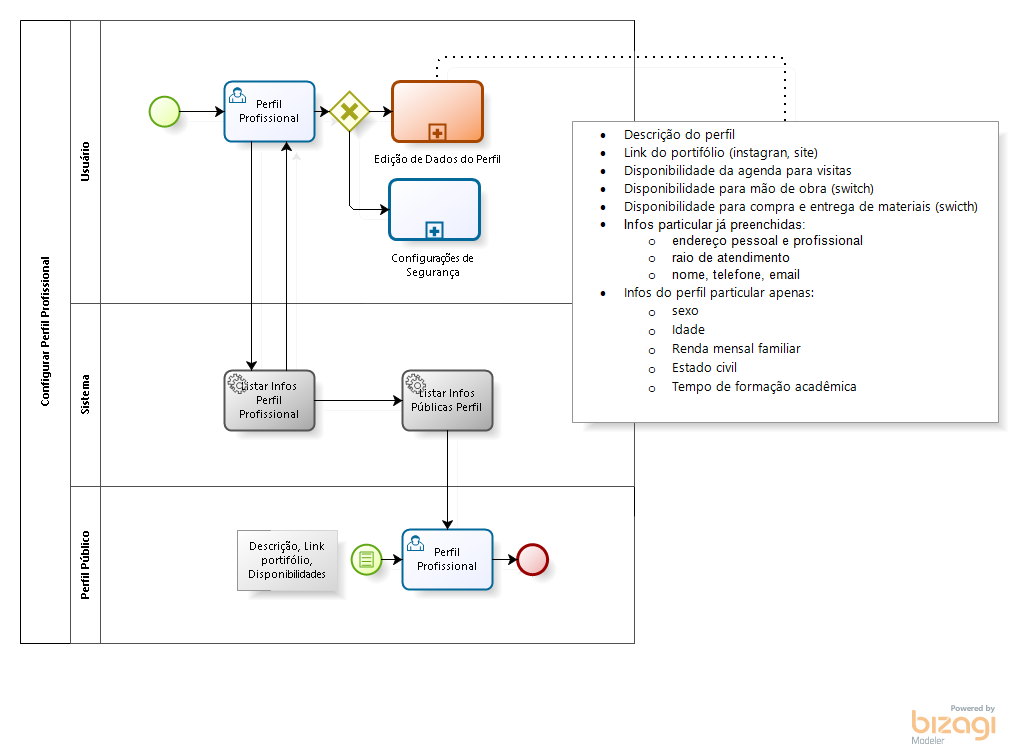 Configurar Perfil Profissional
Usuário
Perfil
Profissional
Edição de Dados do Perfil
Configurações de
Segurança
• Descrição do perfil
• Link do portifólio (instagran, site)
• Disponibilidade da agenda para visitas
• Disponibilidade para mão de obra (switch)
• Disponibilidade para compra e entrega de materiais (swicth)
• Infos particular já preenchidas:
o endereço pessoal e profissional
o raio de atendimento
o nome, telefone, email
• Infos do perfil particular apenas:
o sexo
o Idade
o Renda mensal familiar
o Estado civil
o Tempo de formação acadêmica
Sistema
Listar Infos
Perfil
Profissional
Listar Infos
Públicas Perfil
Perfil Público
Descrição, Link
portifólio,
Disponibilidades
Perfil
Profissional
Powered by
bizagi
Modeler